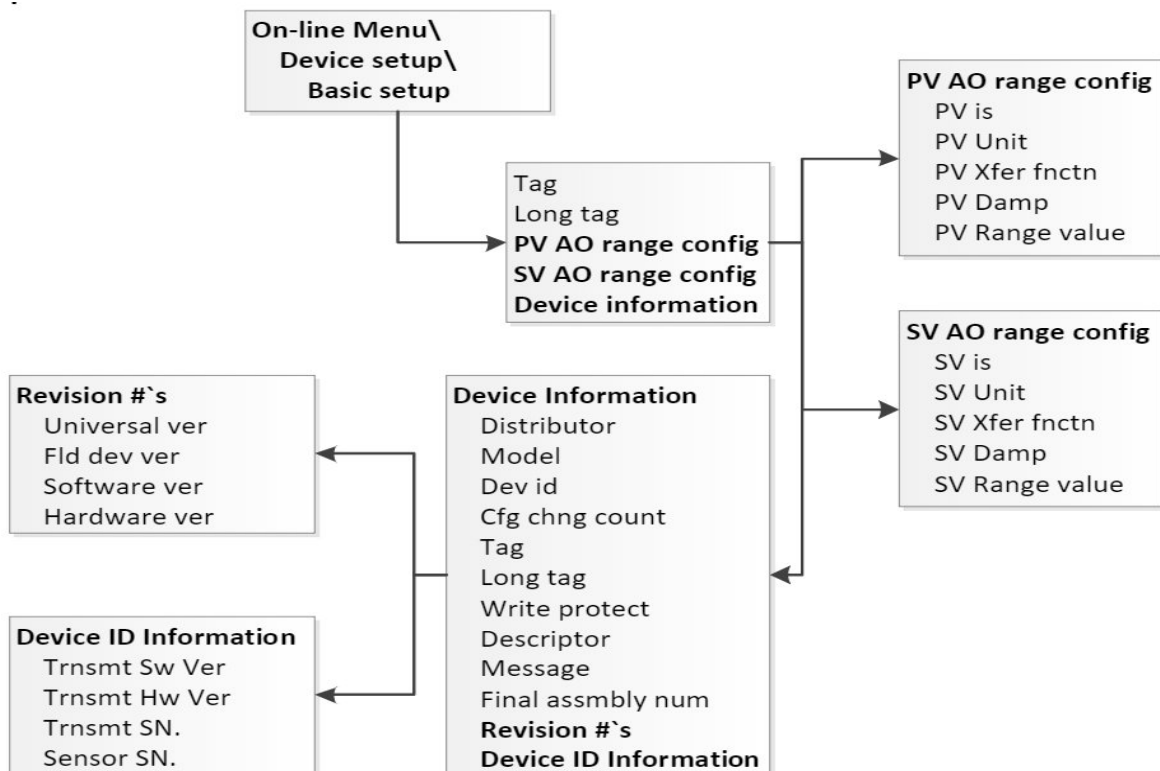 On-line Menu\
Device setup\
Basic setup
Tag
Long tag
PV AO range config
SV AO range config
Device information
PV AO range config
PV is
PV Unit
PV Xfer fnctn
PV Damp
PV Range value
SV AO range config
SV is
SV Unit
SV Xfer fnctn
SV Damp
SV Range value
Device Information
Distributor
Model
Dev id
Cfg chng count
Tag
Long tag
Write protect
Descriptor
Message
Final assmbly num
Revision #`s
Device ID Information
Revision #`s
Universal ver
Fld dev ver
Software ver
Hardware ver
Device ID Information
Trnsmt Sw Ver
Trnsmt Hw Ver
Trnsmt SN.
Sensor SN.